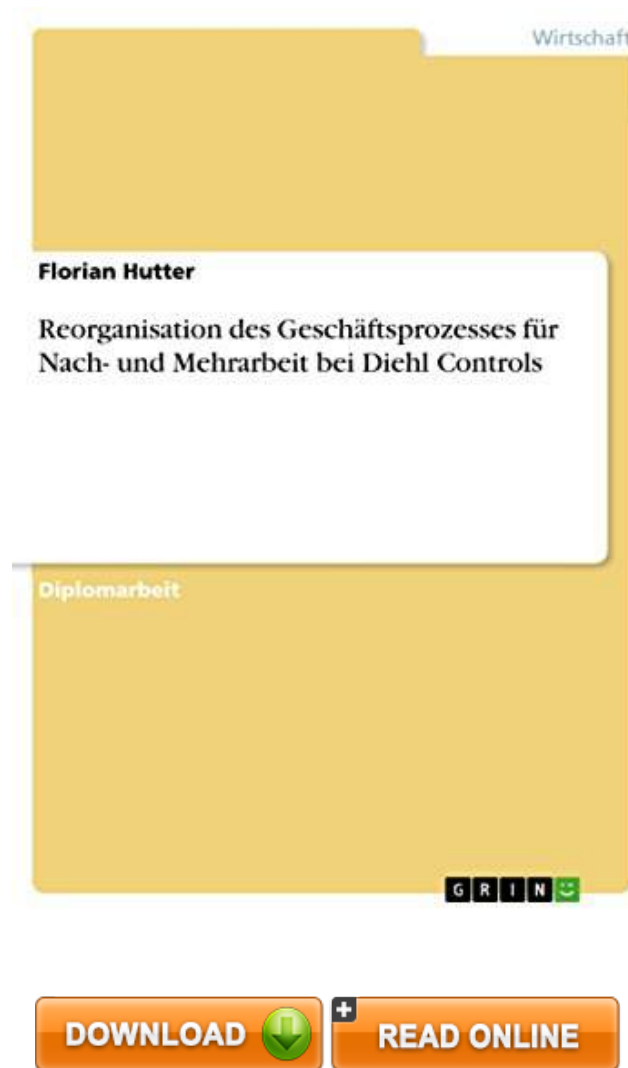 Wirtschaft
Florian Hutter
Reorganisation des Geschäftsprozesses für
Nach- und Mehrarbeit bei Diehl Controls
Diplomarbeit
GRIN
DOWNLOAD
READ ONLINE